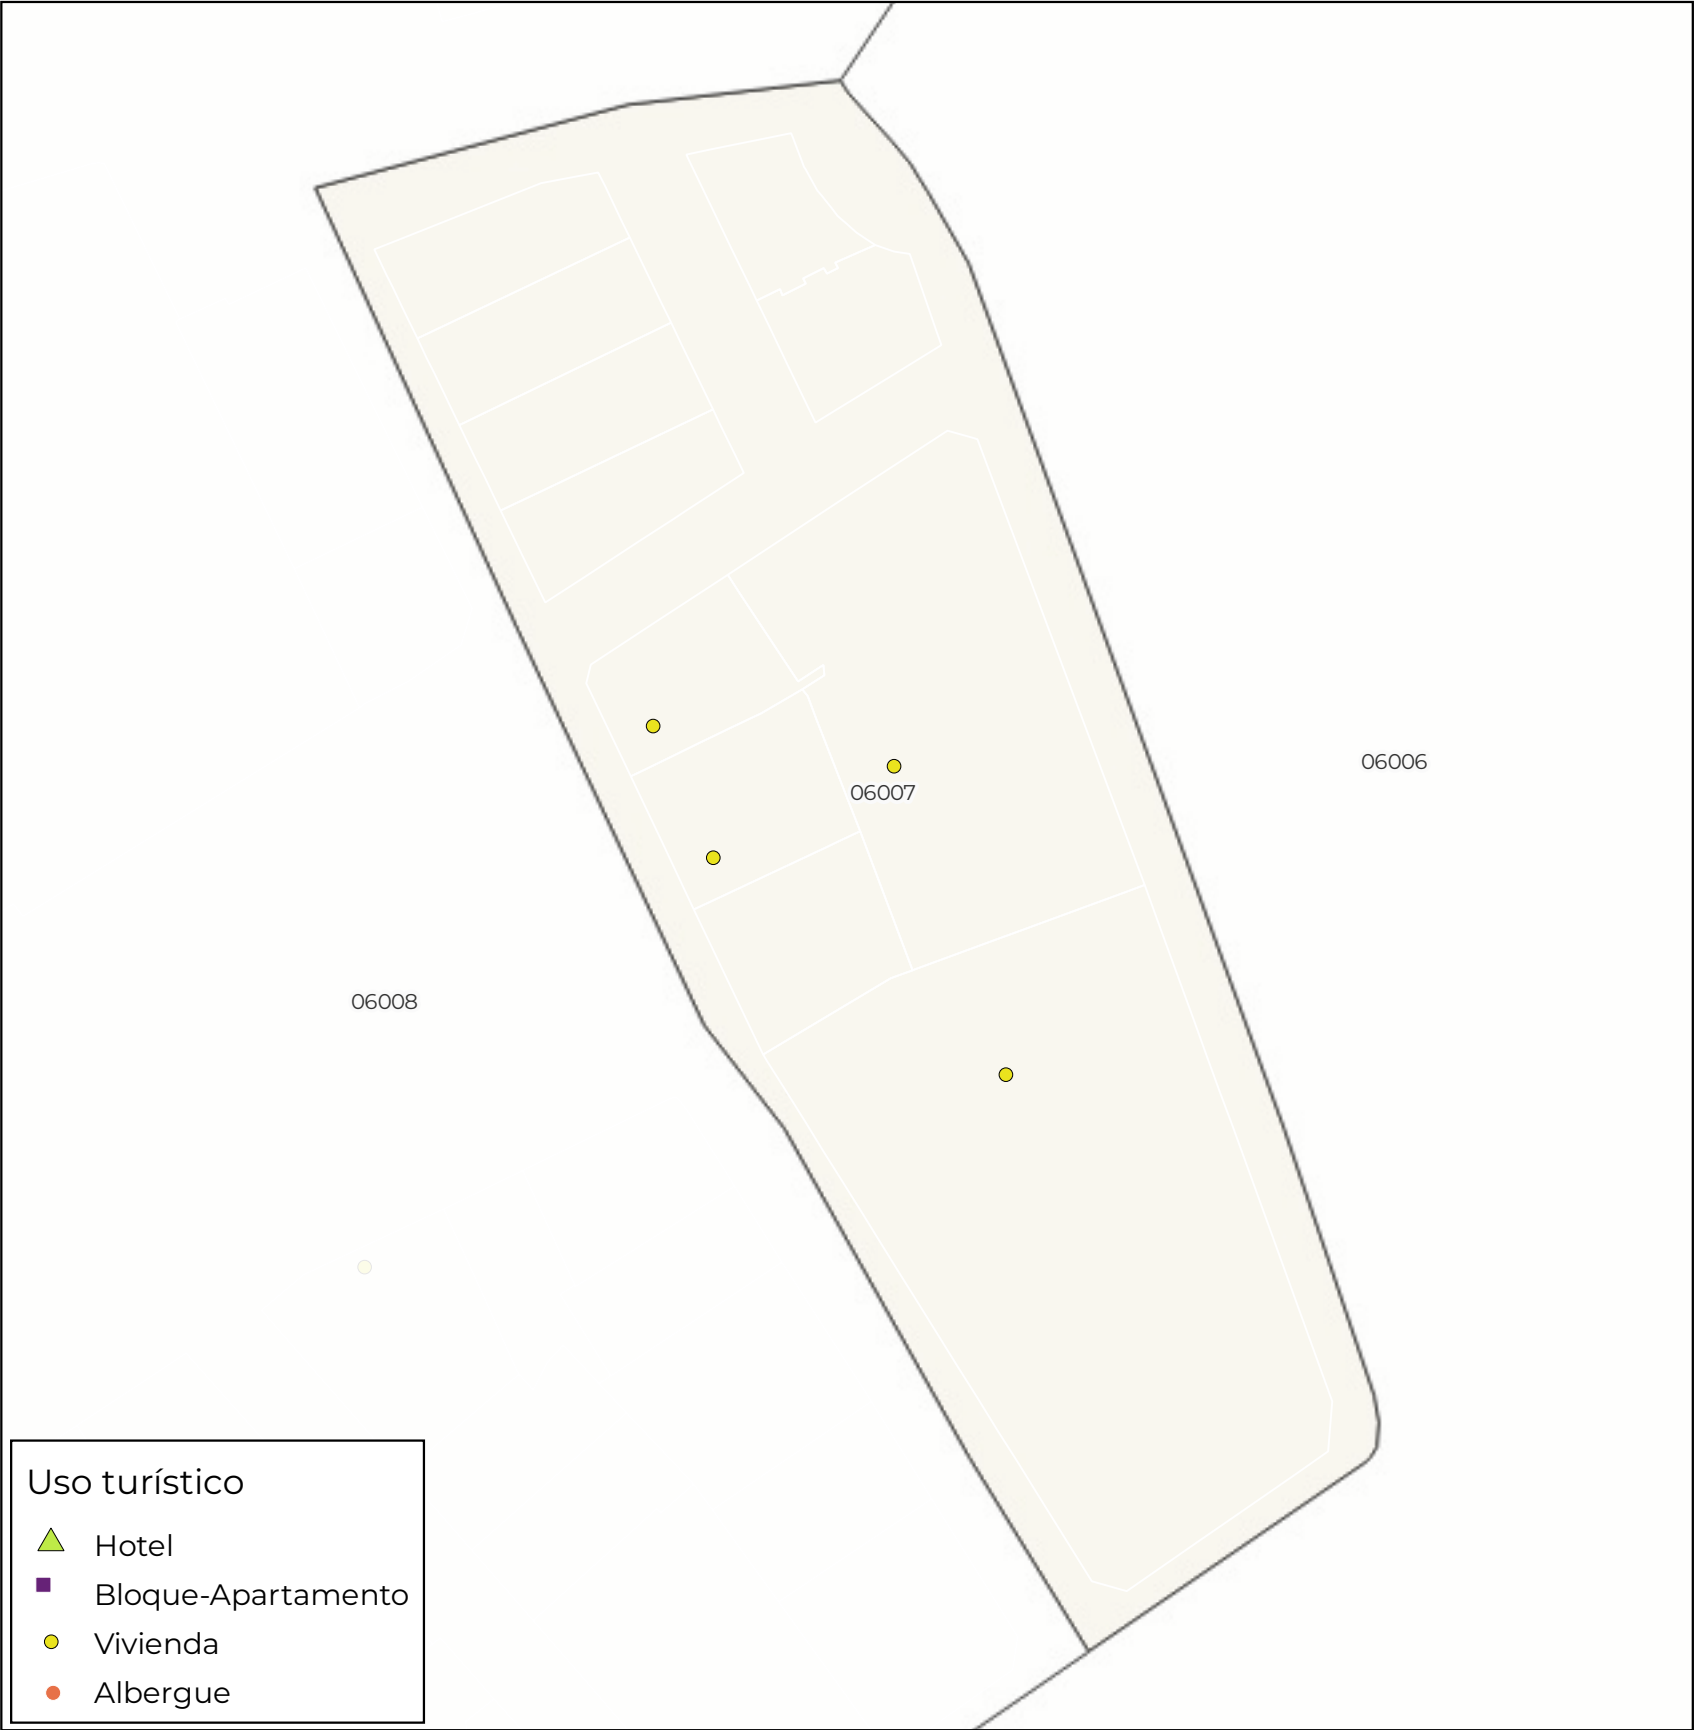 06006
06007
06008
Uso turístico
Hotel
Bloque-Apartamento
Vivienda
Albergue